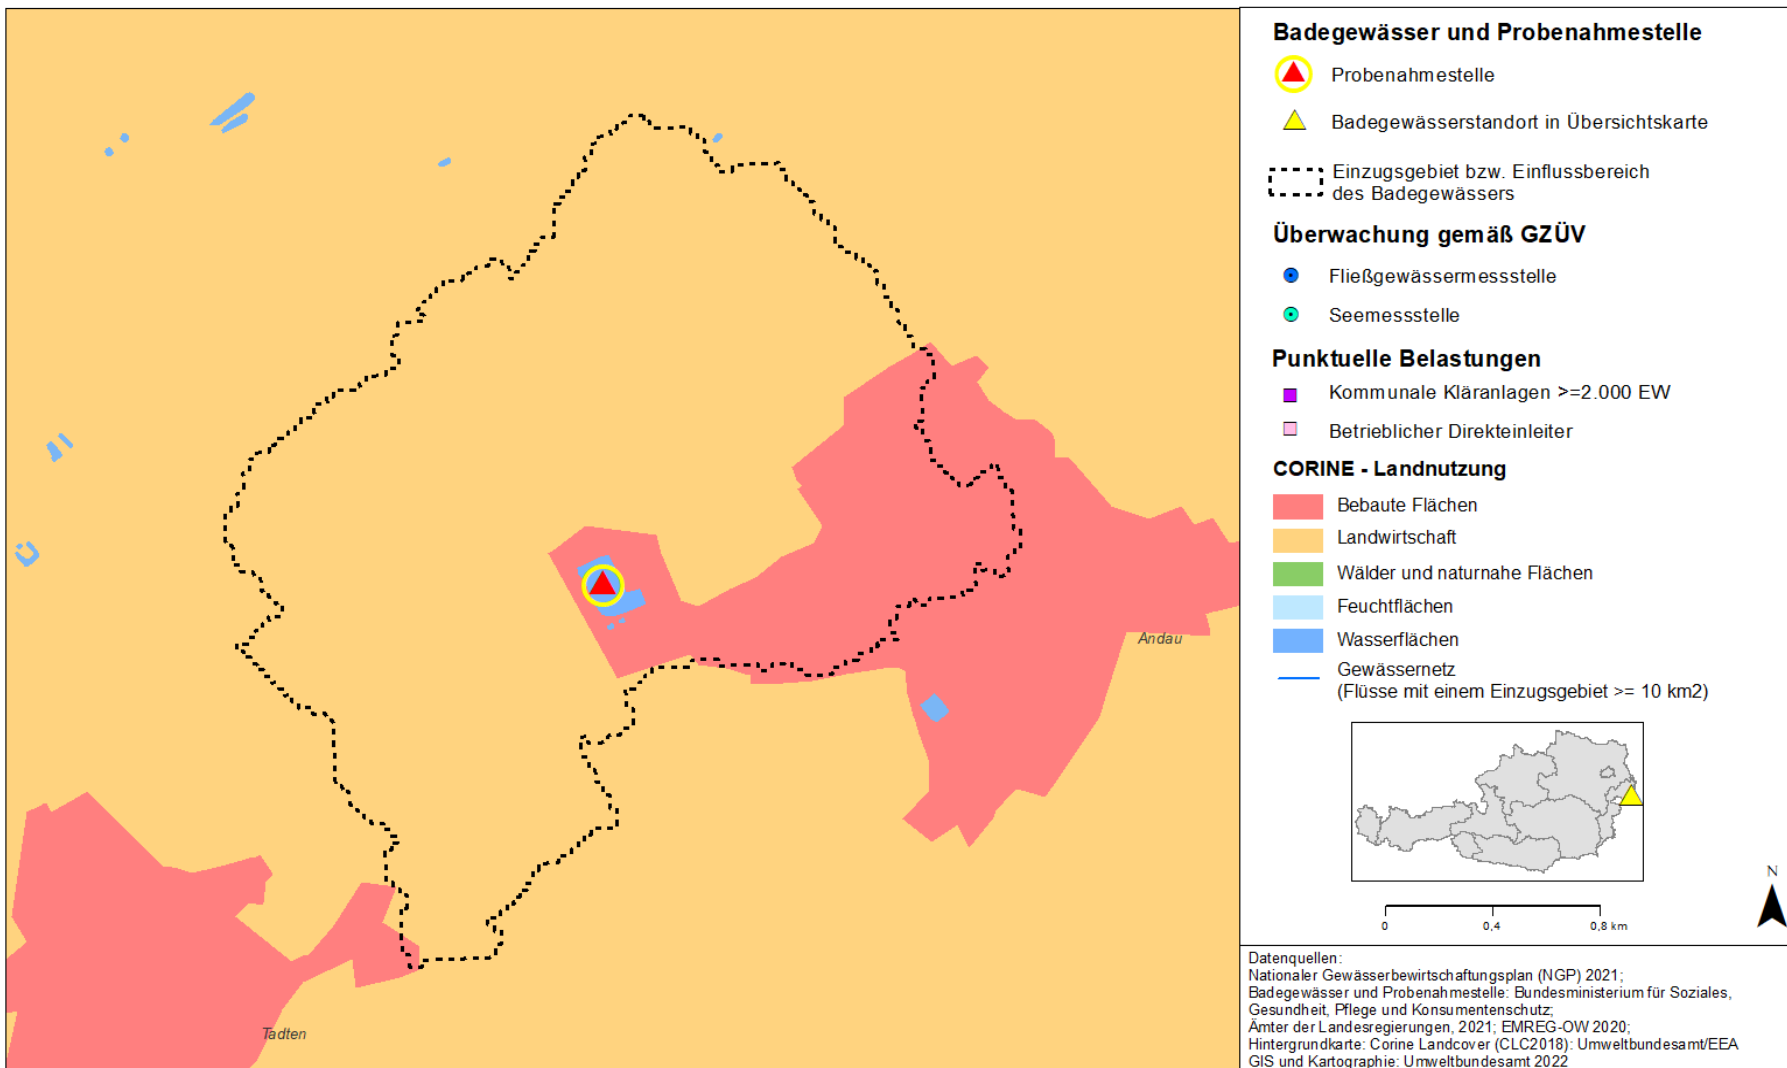 Badegewässer und Probenahmestelle
Probenahmestelle
Badegewässerstandort in Übersichtskarte
Einzugsgebiet bzw. Einflussbereich
des Badegewässers
Überwachung gemäß GZÜV
Fließgewässermessstelle
Seemessstelle
Punktuelle Belastungen
Kommunale Kläranlagen >=2.000 EW
Betrieblicher Direkteinleiter
CORINE - Landnutzung
Bebaute Flächen
Landwirtschaft
Wälder und naturnahe Flächen
Feuchtflächen
Wasserflächen
Gewässernetz
(Flüsse mit einem Einzugsgebiet >= 10 km2)
Andau
Tadten
N
0 0,4 0,8 km
Datenquellen:
Nationaler Gewässerbewirtschaftungsplan (NGP) 2021;
Badegewässer und Probenahmestelle: Bundesministerium für Soziales,
Gesundheit, Pflege und Konsumentenschutz;
Ämter der Landesregierungen, 2021; EMREG-OW 2020;
Hintergrundkarte: Corine Landcover (CLC2018): Umweltbundesamt/EEA
GIS und Kartographie: Umweltbundesamt 2022